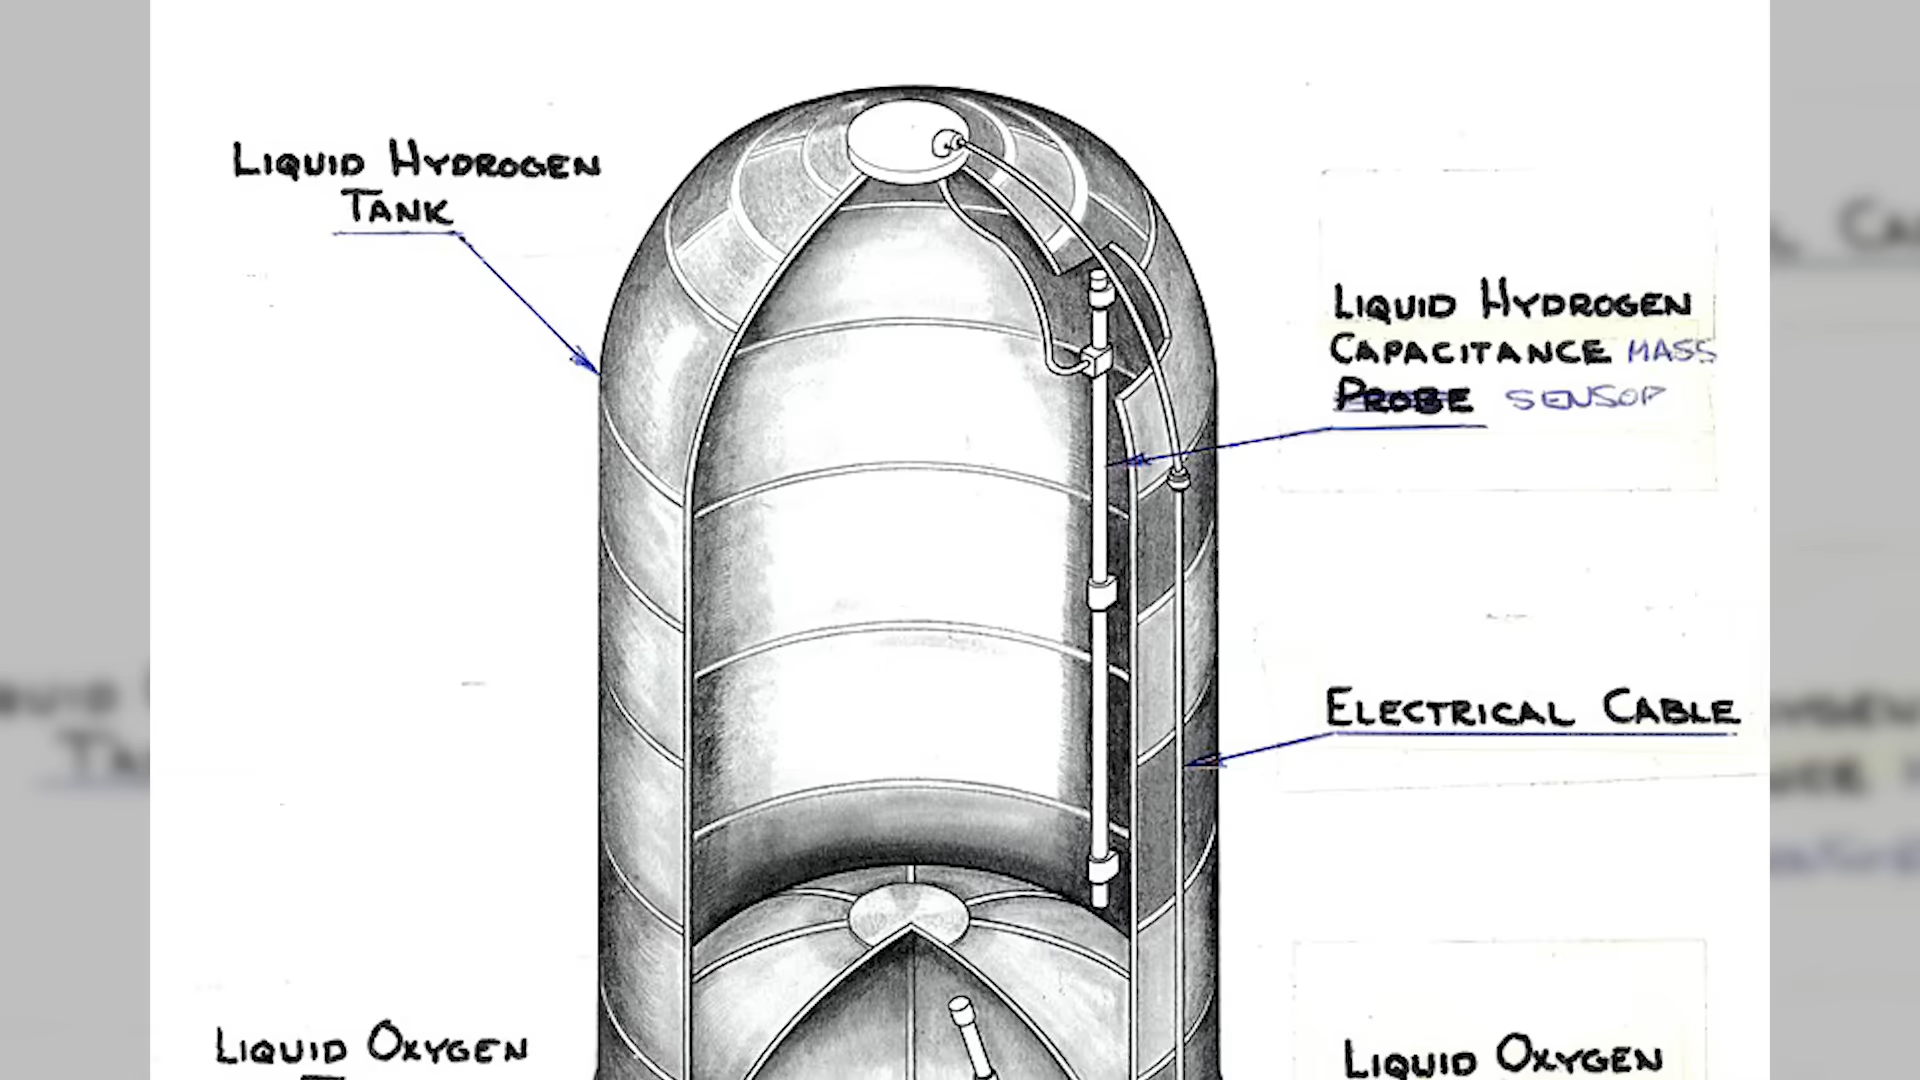 LIQUID HYDROGEN
TANK
LIQUID HYDROGEN
CAPACITANCE MASS
PROBE SENSOR
ELECTRICAL CABLE
LIQUID OXYGEN
LIQUID OXYGEN